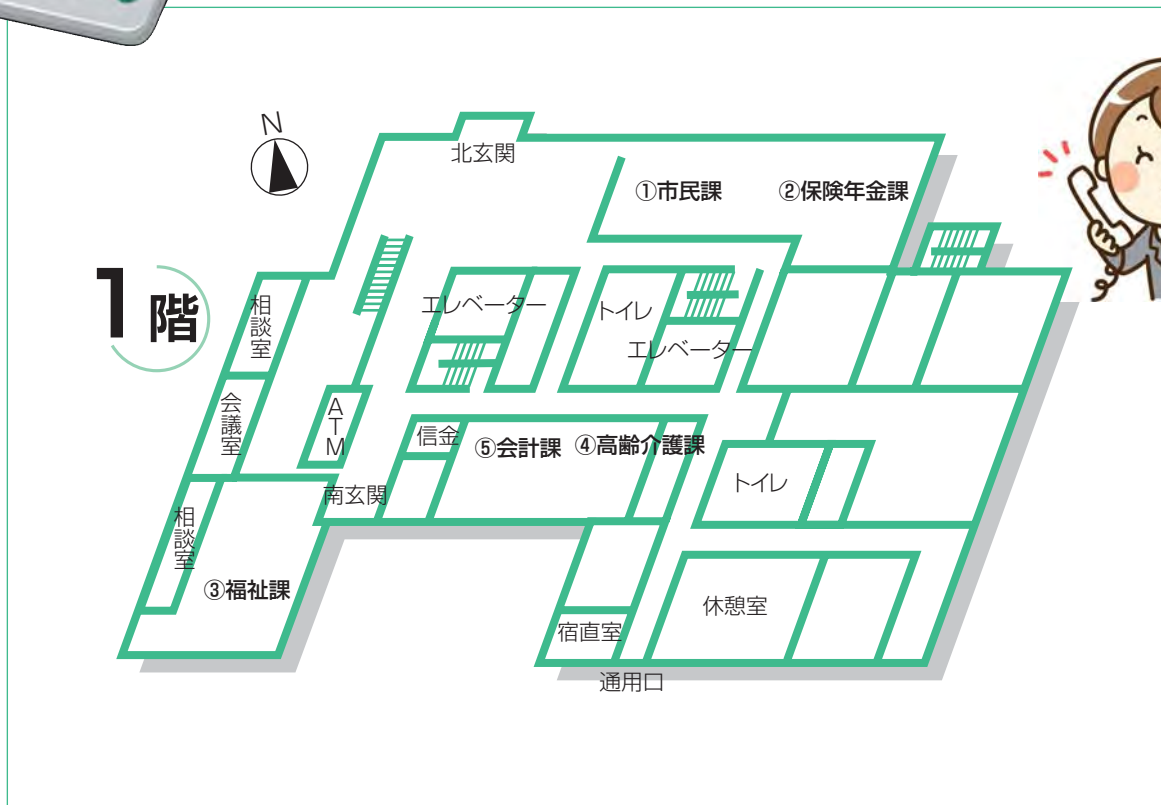 N
北玄関
①市民課
②保険年金課
1階
相談室
エレベーター
トイレ
エレベーター
会議室
ATM
信金
⑤会計課
④高齢介護課
トイレ
南玄関
相談室
③福祉課
休憩室
宿直室
通用口